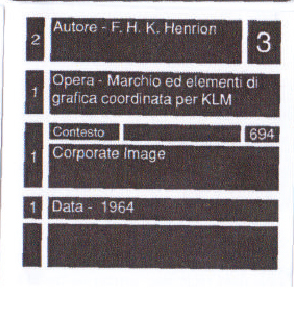 2
Autore - F. H. K. Henrion
3
1
Opera - Marchio ed elementi di
grafica coordinata per KLM
Contesto
694
1
Corporate Image
1
Data - 1964